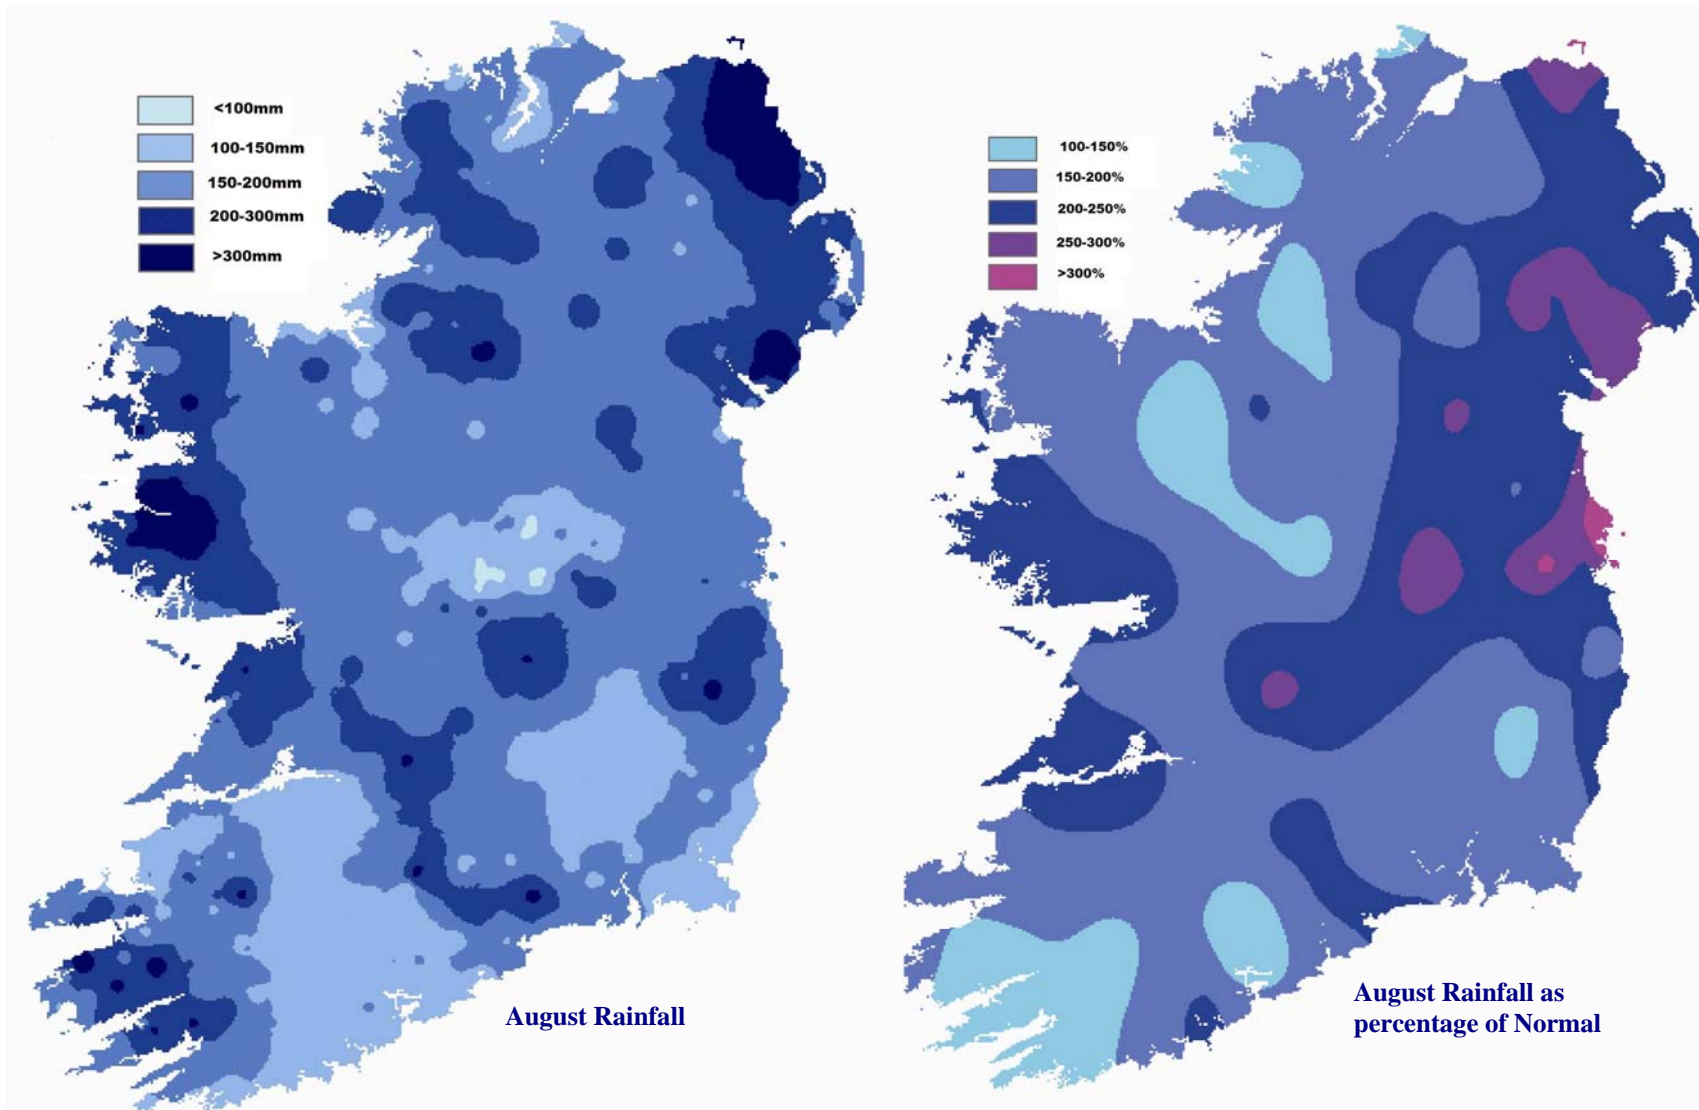 <100mm
100-150mm
150-200mm
200-300mm
>300mm
August Rainfall
100-150%
150-200%
200-250%
250-300%
>300%
August Rainfall as
percentage of Normal